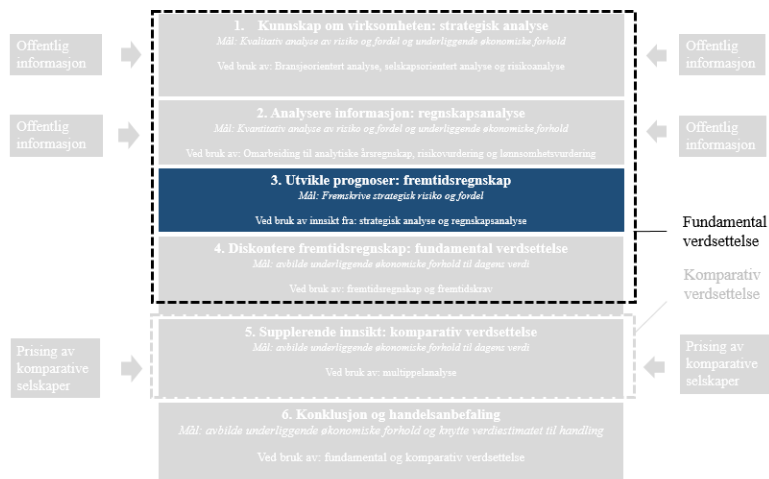 1. Kunnskap om virksomheten: strategisk analyse
Mål: Kvalitativ analyse av risiko og fordel og underliggende økonomiske forhold
Ved bruk av: Bransjeorientert analyse, selskapsorientert analyse og risikoanalyse
Offentlig
informasjon
Offentlig
informasjon
2. Analysere informasjon: regnskapsanalyse
Mål: Kvantitativ analyse av risiko og fordel og underliggende økonomiske forhold
Ved bruk av: Omarbeiding til analytiske årsregnskap, risikovurdering og lønnsomhetsvurdering
Offentlig
informasjon
Offentlig
informasjon
3. Utvikle prognoser: fremtidsregnskap
Mål: Fremskrive strategisk risiko og fordel
Ved bruk av innsikt fra: strategisk analyse og regnskapsanalyse
Fundamental
verdsettelse
4. Diskontere fremtidsregnskap: fundamental verdsettelse
Mål: avbilde underliggende økonomiske forhold til dagens verdi
Ved bruk av: fremtidsregnskap og fremtidskrav
Komparativ
verdsettelse
5. Supplerende innsikt: komparativ verdsettelse
Mål: avbilde underliggende økonomiske forhold til dagens verdi
Ved bruk av: multippelanalyse
Prising av
komparative
selskaper
Prising av
komparative
selskaper
6. Konklusjon og handelsanbefaling
Mål: avbilde underliggende økonomiske forhold og knytte verdiestimatet til handling
Ved bruk av: fundamental og komparativ verdsettelse